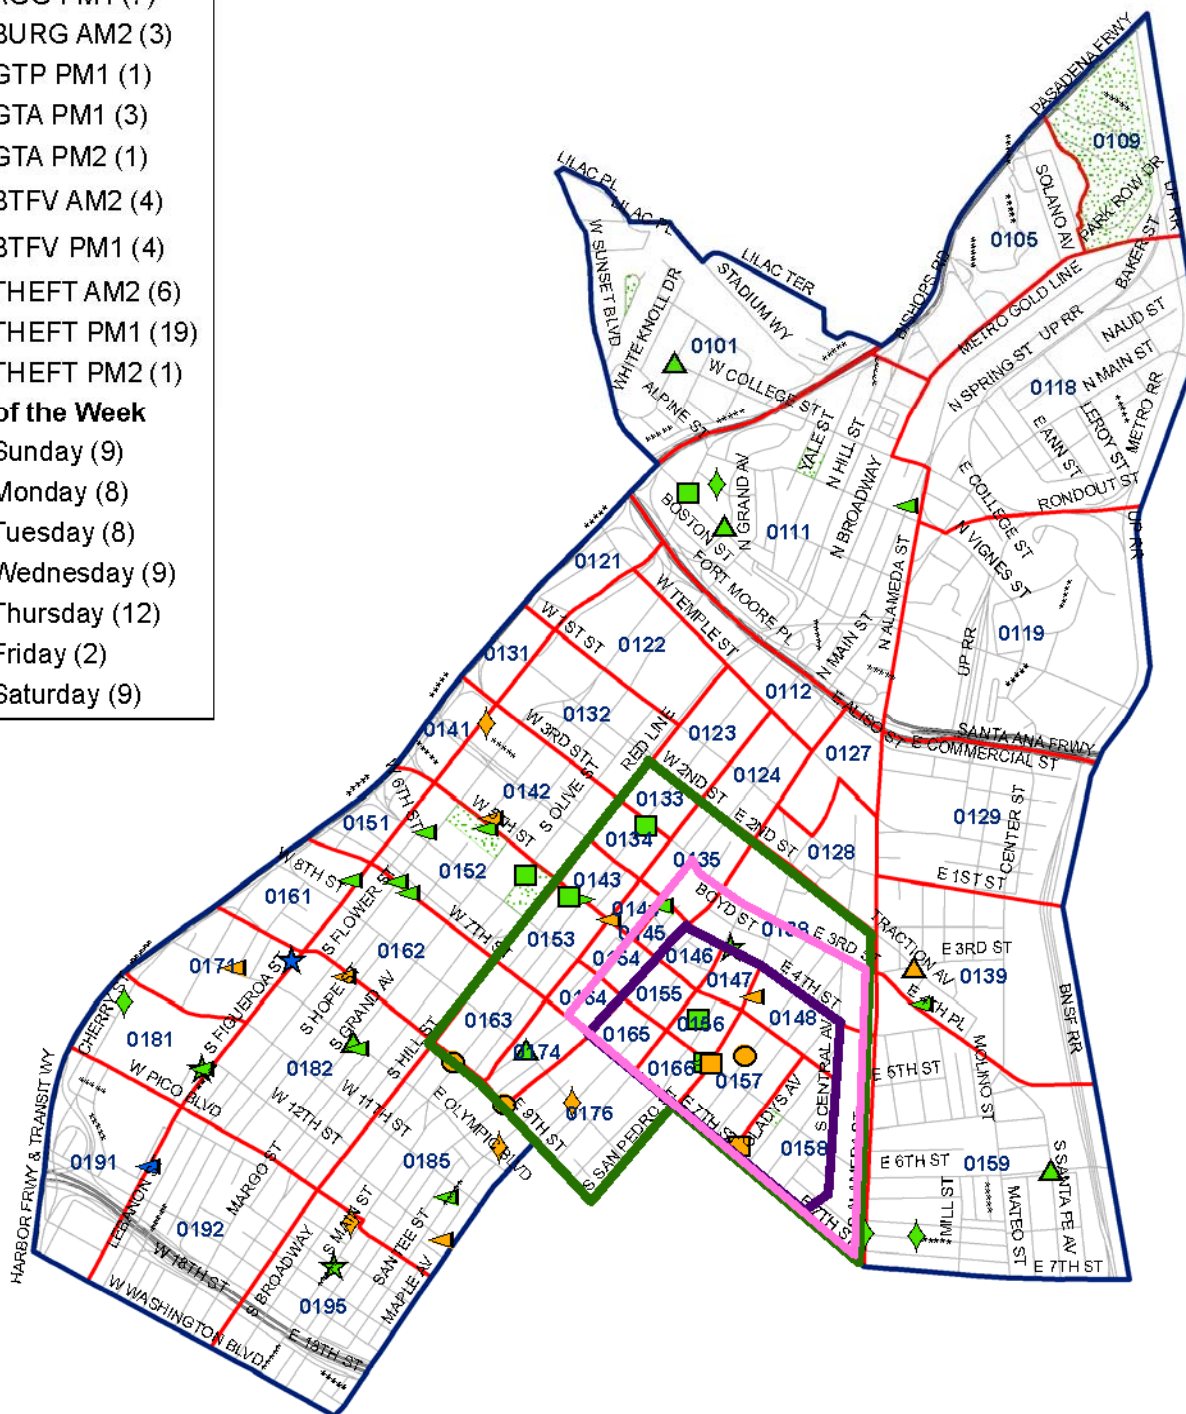 BURG AM2 (3)
GTP PM1 (1)
GTA PM1 (3)
GTA PM2 (1)
BTFV AM2 (4)
BTFV PM1 (4)
THEFT AM2 (6)
THEFT PM1 (19)
THEFT PM2 (1)
of the Week
Sunday (9)
Monday (8)
Tuesday (8)
Wednesday (9)
Thursday (12)
Friday (2)
Saturday (9)
PASADENA FRWY
0109
SOLANO AV
PARK ROW DR
UP RR
0105
LILAC PL
LILAC PL
LILAC TER
W SUNSET BLVD
STADIUM WY
BISHOPS RD
METRO GOLD LINE
BAKER ST
WHITE KNOLL DR
0101
W COLLEGE ST
ALPINE ST
N SPRING ST
UP RR
NAUD ST
N MAIN ST
0118
METRO RR
LEROY ST
E ANN ST
YALE ST
N HILL ST
N BROADWAY
N GRAND AV
BOSTON ST
0111
E COLLEGE ST
RONDOUT ST
UP RR
N VIGNES ST
FORT MOORE PL
N ALAMEDA ST
N MAIN ST
0121
W TEMPLE ST
W 1ST ST
0122
0119
UP RR
0131
0112
0132
0123
E ALISO ST
SANTA ANA FRWY
E COMMERCIAL ST
0141
W 3RD ST
RED LINE
W 2ND ST
0127
0124
0142
S OLIVE ST
0133
E 2ND ST
0129
CENTER ST
W 6TH ST
W 5TH ST
0151
0134
0128
0135
E 1ST ST
W 8TH ST
0152
0143
0161
S FLOWER ST
W 7TH ST
BOYD ST
0138
E 3RD ST
TRACTION AV
E 3RD ST
0153
0162
0171
0146
0139
S FIGUEROA ST
S HOPE ST
S GRAND AV
0147
E 4TH ST
0155
0148
E 4TH PL
BNSF RR
CHERRY ST
0164
0163
0165
0156
S HILL ST
0181
0182
0174
0166
0157
S CENTRAL AV
MOLINO ST
E 5TH ST
W PICO BLVD
W 12TH ST
W 11TH ST
E OLYMPIC BLVD
E 9TH ST
0176
E 7TH ST
GLADYS AV
S SAN PEDRO
0158
E 6TH ST
0159
0191
0185
MARGO ST
MILL ST
MATEO ST
S SANTA FE AV
HARBOR FRWY & TRANSIT WY
0192
S MAIN ST
SANTEE ST
E 7TH ST
W 18TH ST
S BROADWAY
MAPLE AV
E 7TH ST
0195
W WASHINGTON BLVD
E 18TH ST